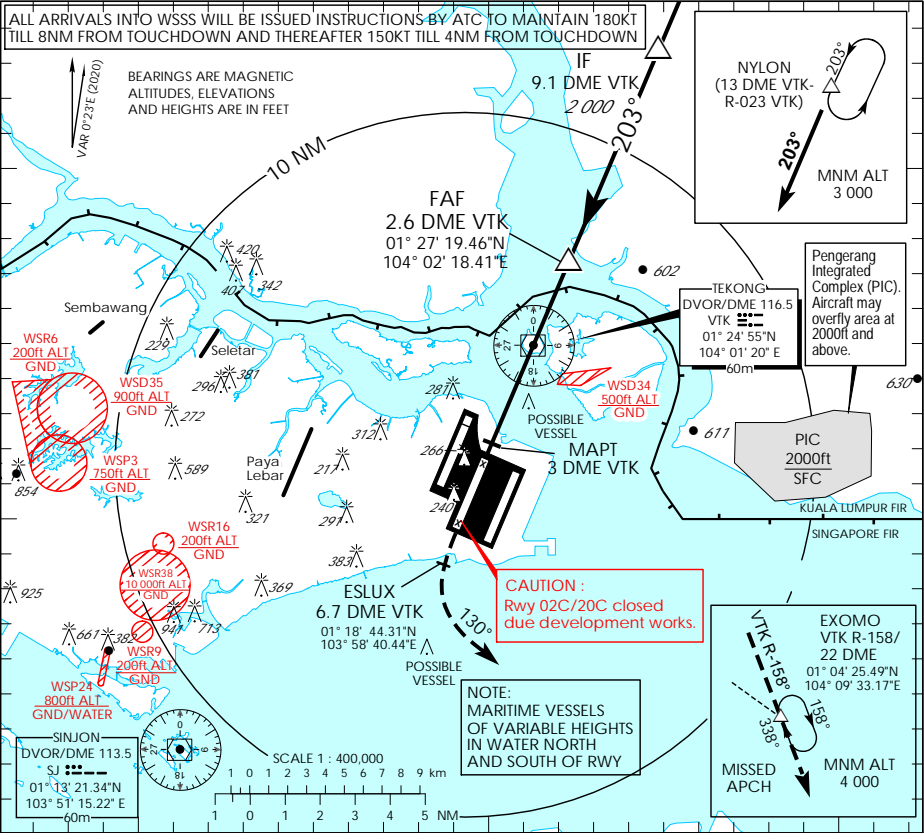 ALL ARRIVALS INTO WSSS WILL BE ISSUED INSTRUCTIONS BY ATC TO MAINTAIN 180KT
TILL 8NM FROM TOUCHDOWN AND THEREAFTER 150KT TILL 4NM FROM TOUCHDOWN
VAR 0°23'E (2020)
BEARINGS ARE MAGNETIC
ALTITUDES, ELEVATIONS
AND HEIGHTS ARE IN FEET
IF
9.1 DME VTK
2 000
203°
10 NM
NYLON
(13 DME VTK-
R-023 VTK)
203°
203°
MNM ALT
3 000
FAF
2.6 DME VTK
01° 27' 19.46"N
104° 02' 18.41"E
420
407
342
602
Pengerang
Integrated
Complex (PIC).
Aircraft may
overfly area at
2000ft and
above.
TEKONG
DVOR/DME 116.5
VTK
01° 24' 55"N
104° 01' 20" E
60m
Sembawang
229
Seletar
WSR6
200ft ALT
GND
0
9
18
27
WSD35
900ft ALT
GND
296
381
281
WSD34
500ft ALT
GND
630
272
POSSIBLE
VESSEL
312
611
PIC
2000ft
SFC
MAPT
3 DME VTK
266
WSP3
750ft ALT
GND
589
217
Paya
Lebar
854
240
321
297
KUALA LUMPUR FIR
SINGAPORE FIR
X
X
WSR16
200ft ALT
GND
383
WSR38
10 000ft ALT
GND
369
925
ESLUX
6.7 DME VTK
01° 18' 44.31"N
103° 58' 40.44"E
130°
CAUTION :
Rwy 02C/20C closed
due development works.
941
713
661
382
WSR9
200ft ALT
GND
POSSIBLE
VESSEL
WSP24
800ft ALT
GND/WATER
NOTE:
MARITIME VESSELS
OF VARIABLE HEIGHTS
IN WATER NORTH
AND SOUTH OF RWY
VTK R-158°
EXOMO
VTK R-158/
22 DME
01° 04' 25.49"N
104° 09' 33.17"E
158°
338°
MISSED
APCH
MNM ALT
4 000
SINJON
DVOR/DME 113.5
SJ
01° 13' 21.34"N
103° 51' 15.22" E
60m
0
9
18
27
SCALE 1 : 400,000
1 0 1 2 3 4 5 6 7 8 9 km
1 0 1 2 3 4 5 NM